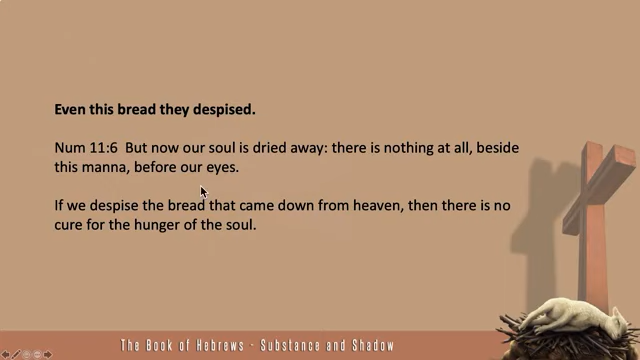 Even this bread they despised.
Num 11:6  But now our soul is dried away: there is nothing at all, beside
this manna, before our eyes.
If we despise the bread that came down from heaven, then there is no
cure for the hunger of the soul.
The Book of Hebrews - Substance and Shadow